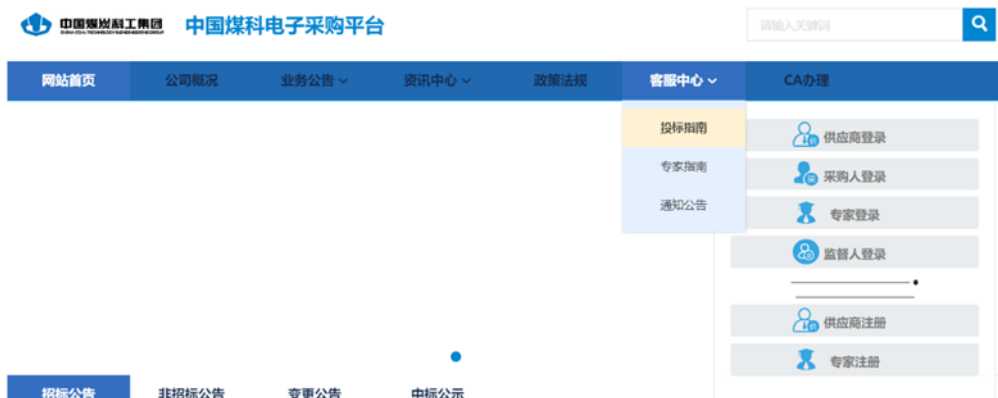 中国煤炭科工集团 中国煤科电子采购平台
请输入关键词
网站首页 公司概况 业务公告 资讯中心 政策法规 客服中心 CA办理
投标指南
专家指南
通知公告
供应商登录
采购人登录
专家登录
监督人登录
供应商注册
专家注册
招标公告 非招标公告 变更公告 中标公示